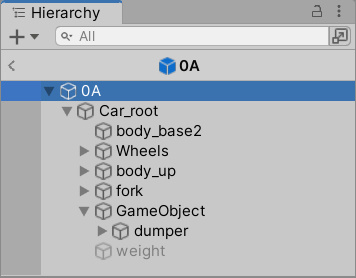 Hierarchy
All
0A
0A
Car_root
body_base2
Wheels
body_up
fork
GameObject
dumper
weight